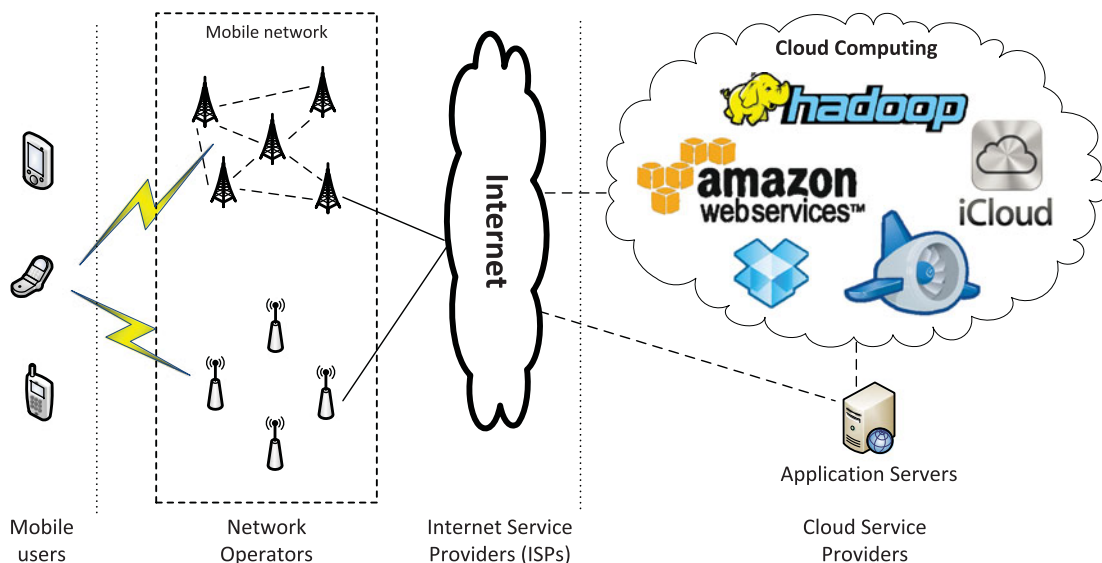 Mobile network
Cloud Computing
hadoop
amazon
webservices™
iCloud
Internet
Application Servers
Mobile
users
Network
Operators
Internet Service
Providers (ISPs)
Cloud Service
Providers